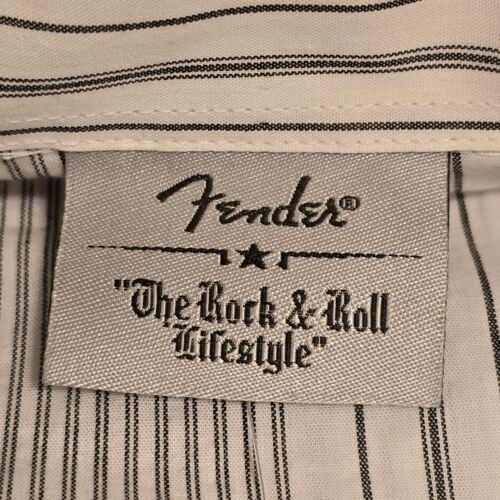 Fender®
"The Rock & Roll
Lifestyle"